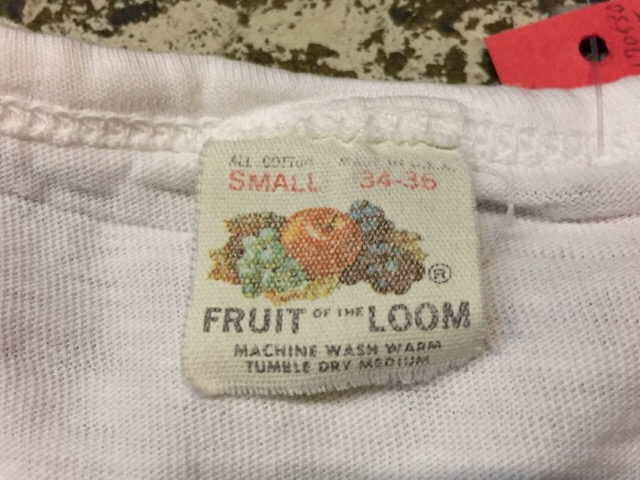 ALL COTTON MADE IN U.S.A.
SMALL 34-36
®
FRUIT OF THE LOOM
MACHINE WASH WARM
TUMBLE DRY MEDIUM